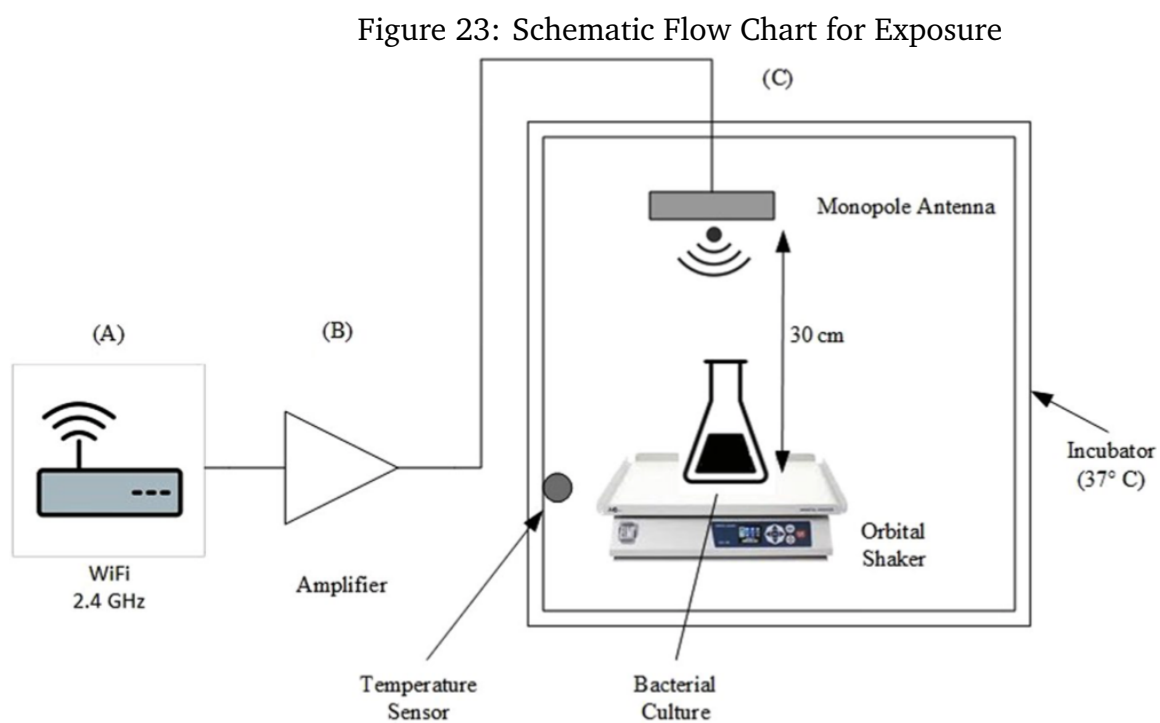 Figure 23: Schematic Flow Chart for Exposure
(C)
Monopole Antenna
(A)
(B)
30 cm
Incubator
(37° C)
Orbital
Shaker
WiFi
2.4 GHz
Amplifier
Temperature
Sensor
Bacterial
Culture